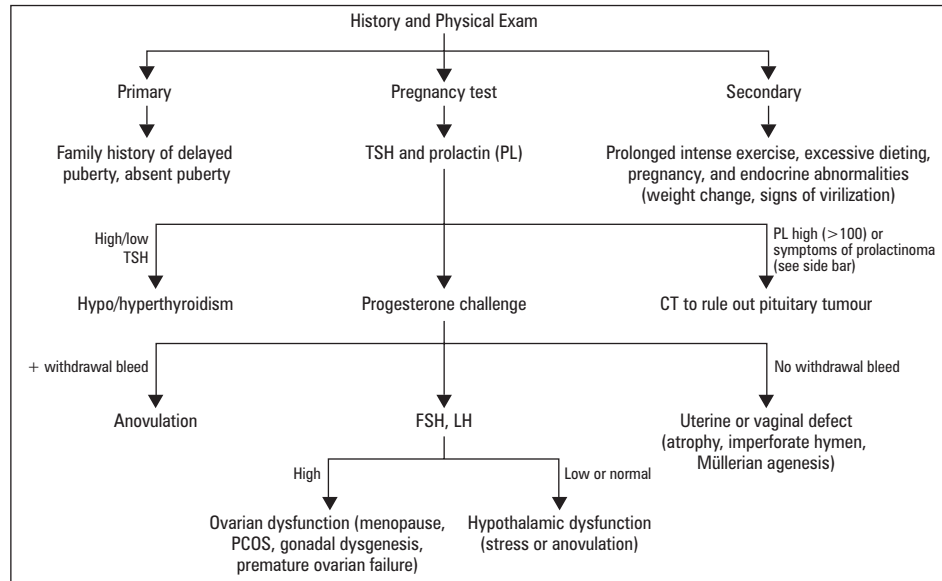 History and Physical Exam
Primary
Pregnancy test
Secondary
Family history of delayed
puberty, absent puberty
TSH and prolactin (PL)
Prolonged intense exercise, excessive dieting,
pregnancy, and endocrine abnormalities
(weight change, signs of virilization)
High/low
TSH
PL high (>100) or
symptoms of prolactinoma
(see side bar)
Hypo/hyperthyroidism
Progesterone challenge
CT to rule out pituitary tumour
+ withdrawal bleed
No withdrawal bleed
Anovulation
FSH, LH
Uterine or vaginal defect
(atrophy, imperforate hymen,
Müllerian agenesis)
High
Low or normal
Ovarian dysfunction (menopause,
PCOS, gonadal dysgenesis,
premature ovarian failure)
Hypothalamic dysfunction
(stress or anovulation)